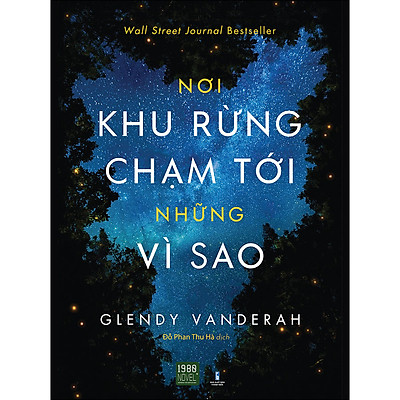 Wall Street Journal Bestseller
NƠI
KHU RỪNG
CHẠM TỚI
NHỮNG
VÌ SAO
GLENDY VANDERAH
Đỗ Phan Thu Hà dịch
1980
NOVEL